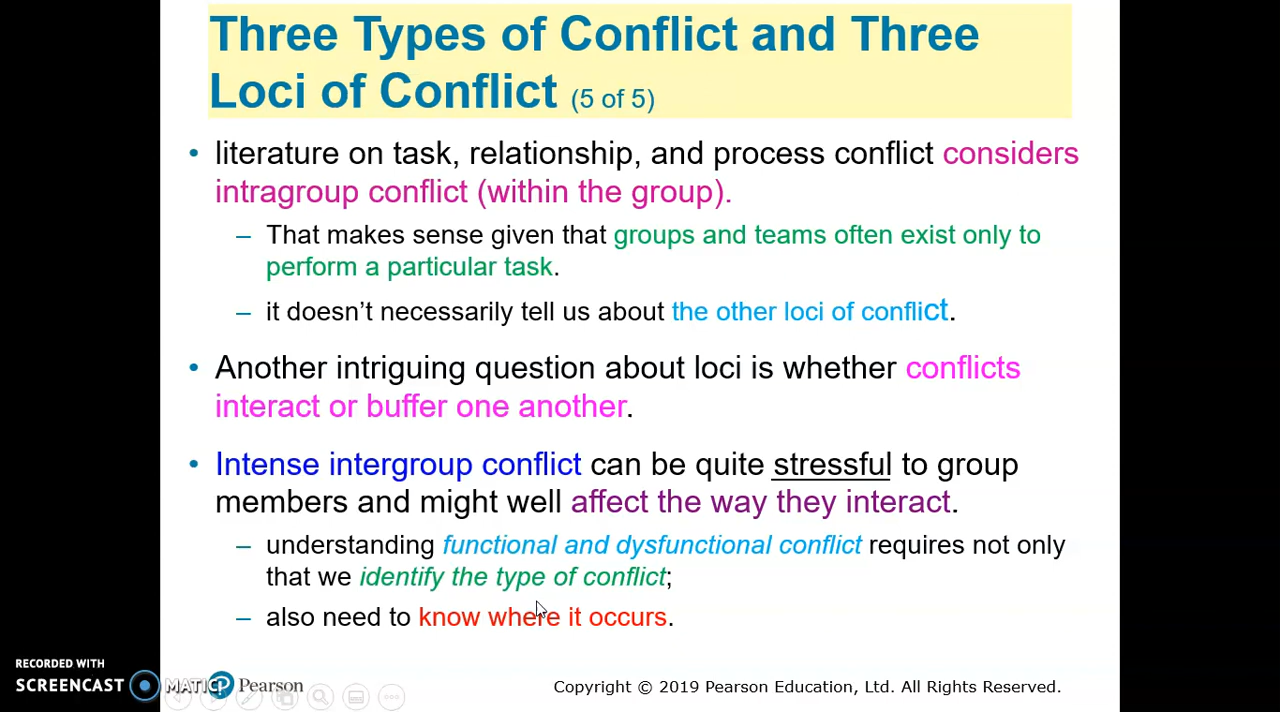 Three Types of Conflict and Three
Loci of Conflict (5 of 5)
• literature on task, relationship, and process conflict considers
intragroup conflict (within the group).
– That makes sense given that groups and teams often exist only to
perform a particular task.
– it doesn’t necessarily tell us about the other loci of conflict.
• Another intriguing question about loci is whether conflicts
interact or buffer one another.
• Intense intergroup conflict can be quite stressful to group
members and might well affect the way they interact.
– understanding functional and dysfunctional conflict requires not only
that we identify the type of conflict;
– also need to know where it occurs.
RECORDED WITH
SCREENCAST MATIC
Pearson
Copyright © 2019 Pearson Education, Ltd. All Rights Reserved.